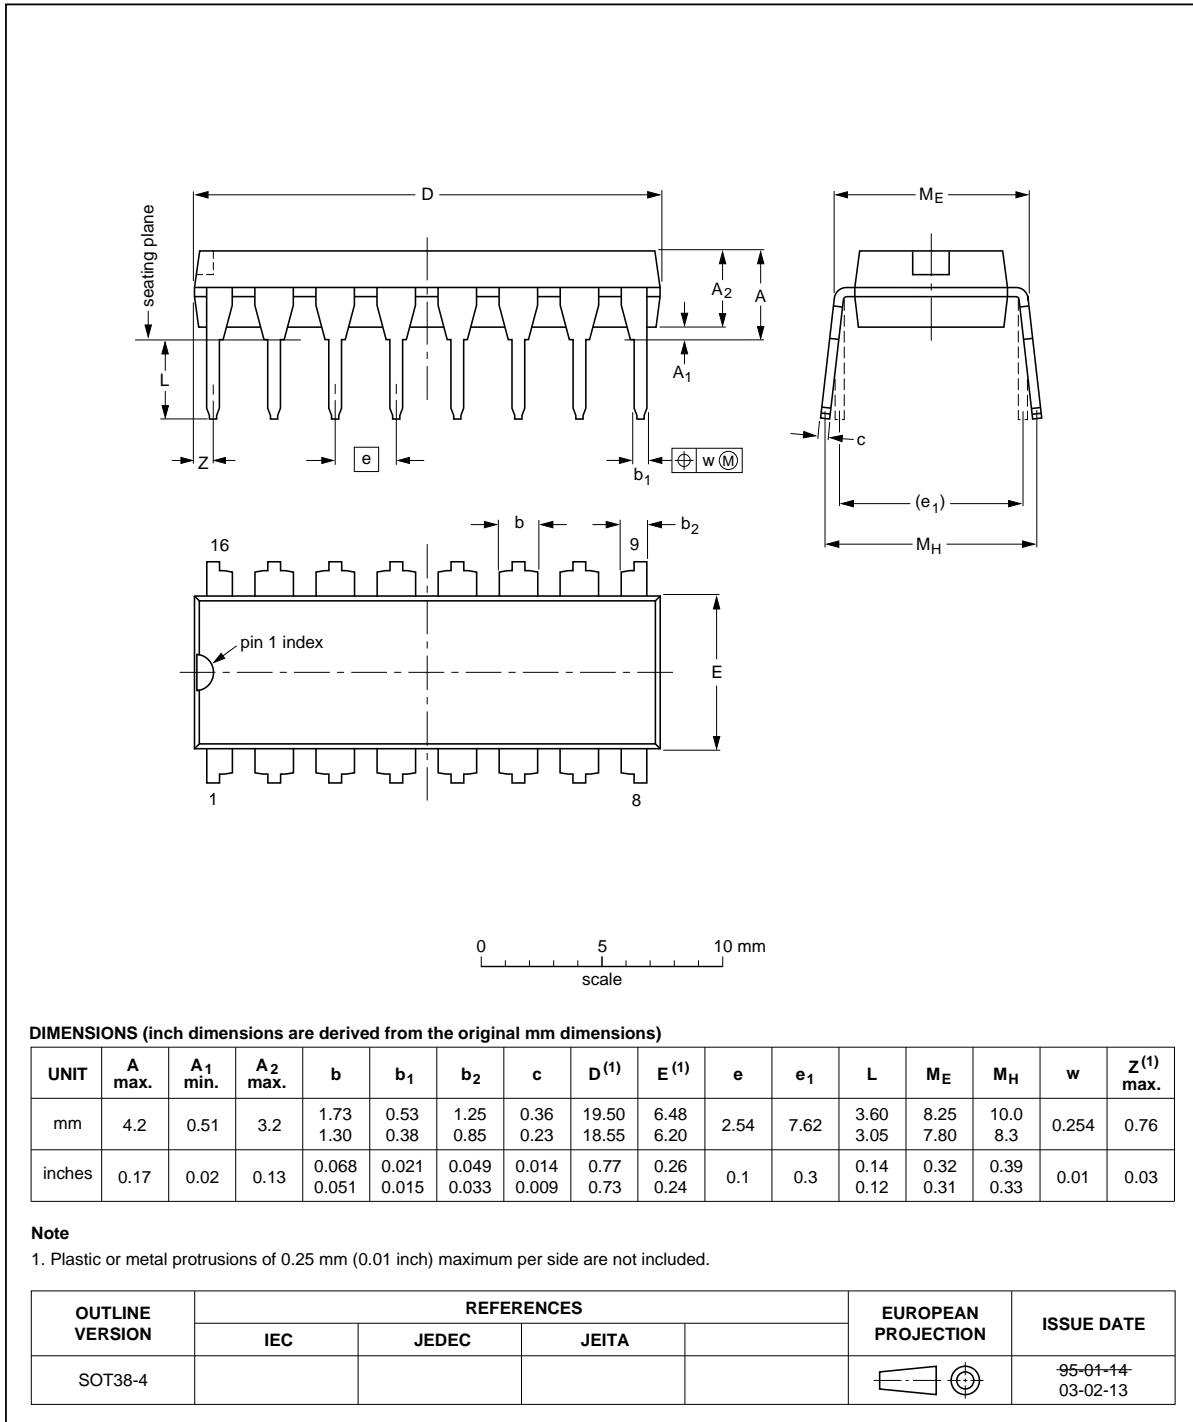 D
M_E
seating plane
A_2
A
A_1
L
Z
e
b_1
w M
c
(e_1)
M_H
b
b_2
16
9
pin 1 index
E
1
8
0 5 10 mm
scale
DIMENSIONS (inch dimensions are derived from the original mm dimensions)
UNIT A max. A1 min. A2 max. b b1 b2 c D(1) E(1) e e1 L ME MH w Z(1) max.
mm 4.2 0.51 3.2 1.73 1.30 0.53 0.38 1.25 0.85 0.36 0.23 19.50 18.55 6.48 6.20 2.54 7.62 3.60 3.05 8.25 7.80 10.0 8.3 0.254 0.76
inches 0.17 0.02 0.13 0.068 0.051 0.021 0.015 0.049 0.033 0.014 0.009 0.77 0.73 0.26 0.24 0.1 0.3 0.14 0.12 0.32 0.31 0.39 0.33 0.01 0.03
Note
1. Plastic or metal protrusions of 0.25 mm (0.01 inch) maximum per side are not included.
OUTLINE VERSION REFERENCES EUROPEAN PROJECTION ISSUE DATE
IEC JEDEC JEITA
SOT38-4 95-01-14
03-02-13